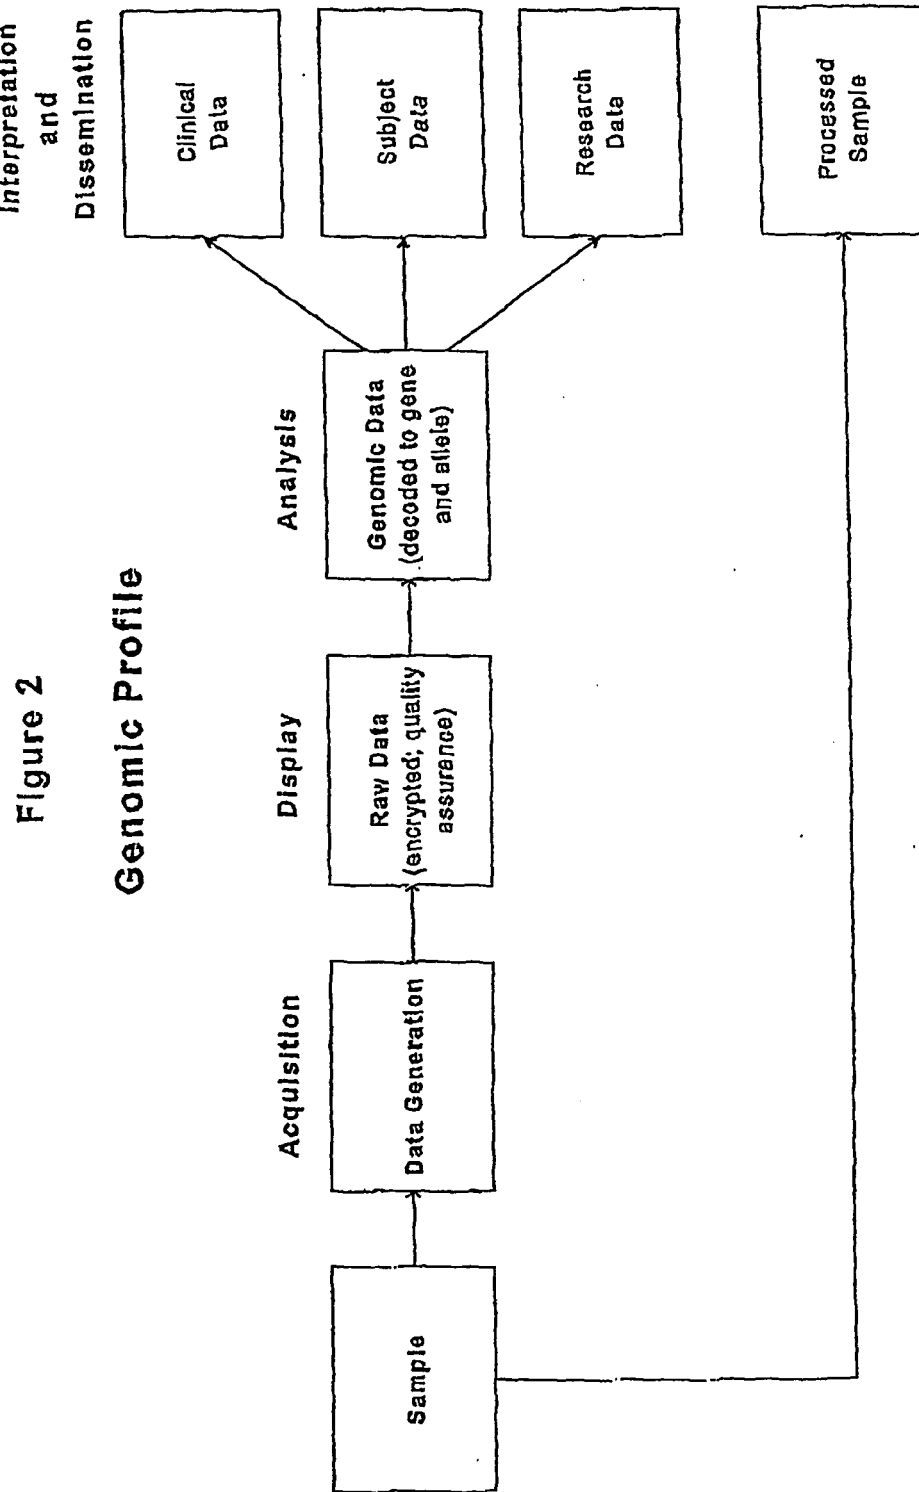 Figure 2
Genomic Profile
Acquisition
Display
Analysis
Interpretation
and
Dissemination
Sample
Data Generation
Raw Data
(encrypted; quality
assurance)
Genomic Data
(decoded to gene
and allele)
Clinical
Data
Subject
Data
Research
Data
Processed
Sample